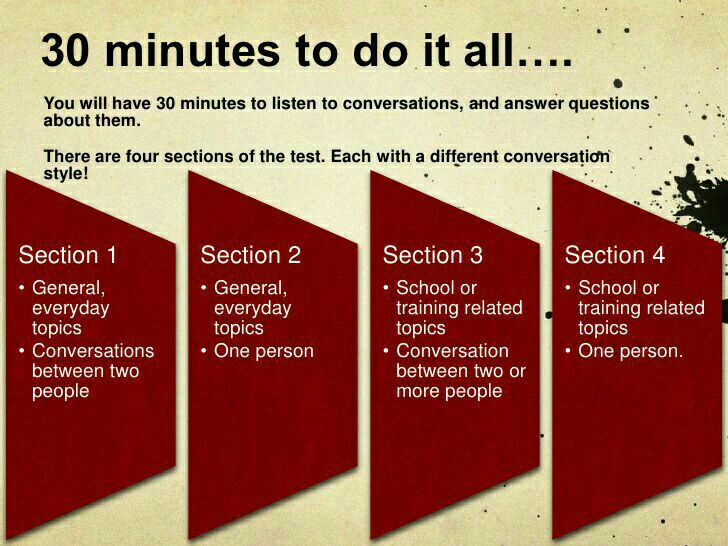 30 minutes to do it all….
You will have 30 minutes to listen to conversations, and answer questions
about them.
There are four sections of the test. Each with a different conversation
style!
Section 1
• General,
everyday
topics
• Conversations
between two
people
Section 2
• General,
everyday
topics
• One person
Section 3
• School or
training related
topics
• Conversation
between two or
more people
Section 4
• School or
training related
topics
• One person.